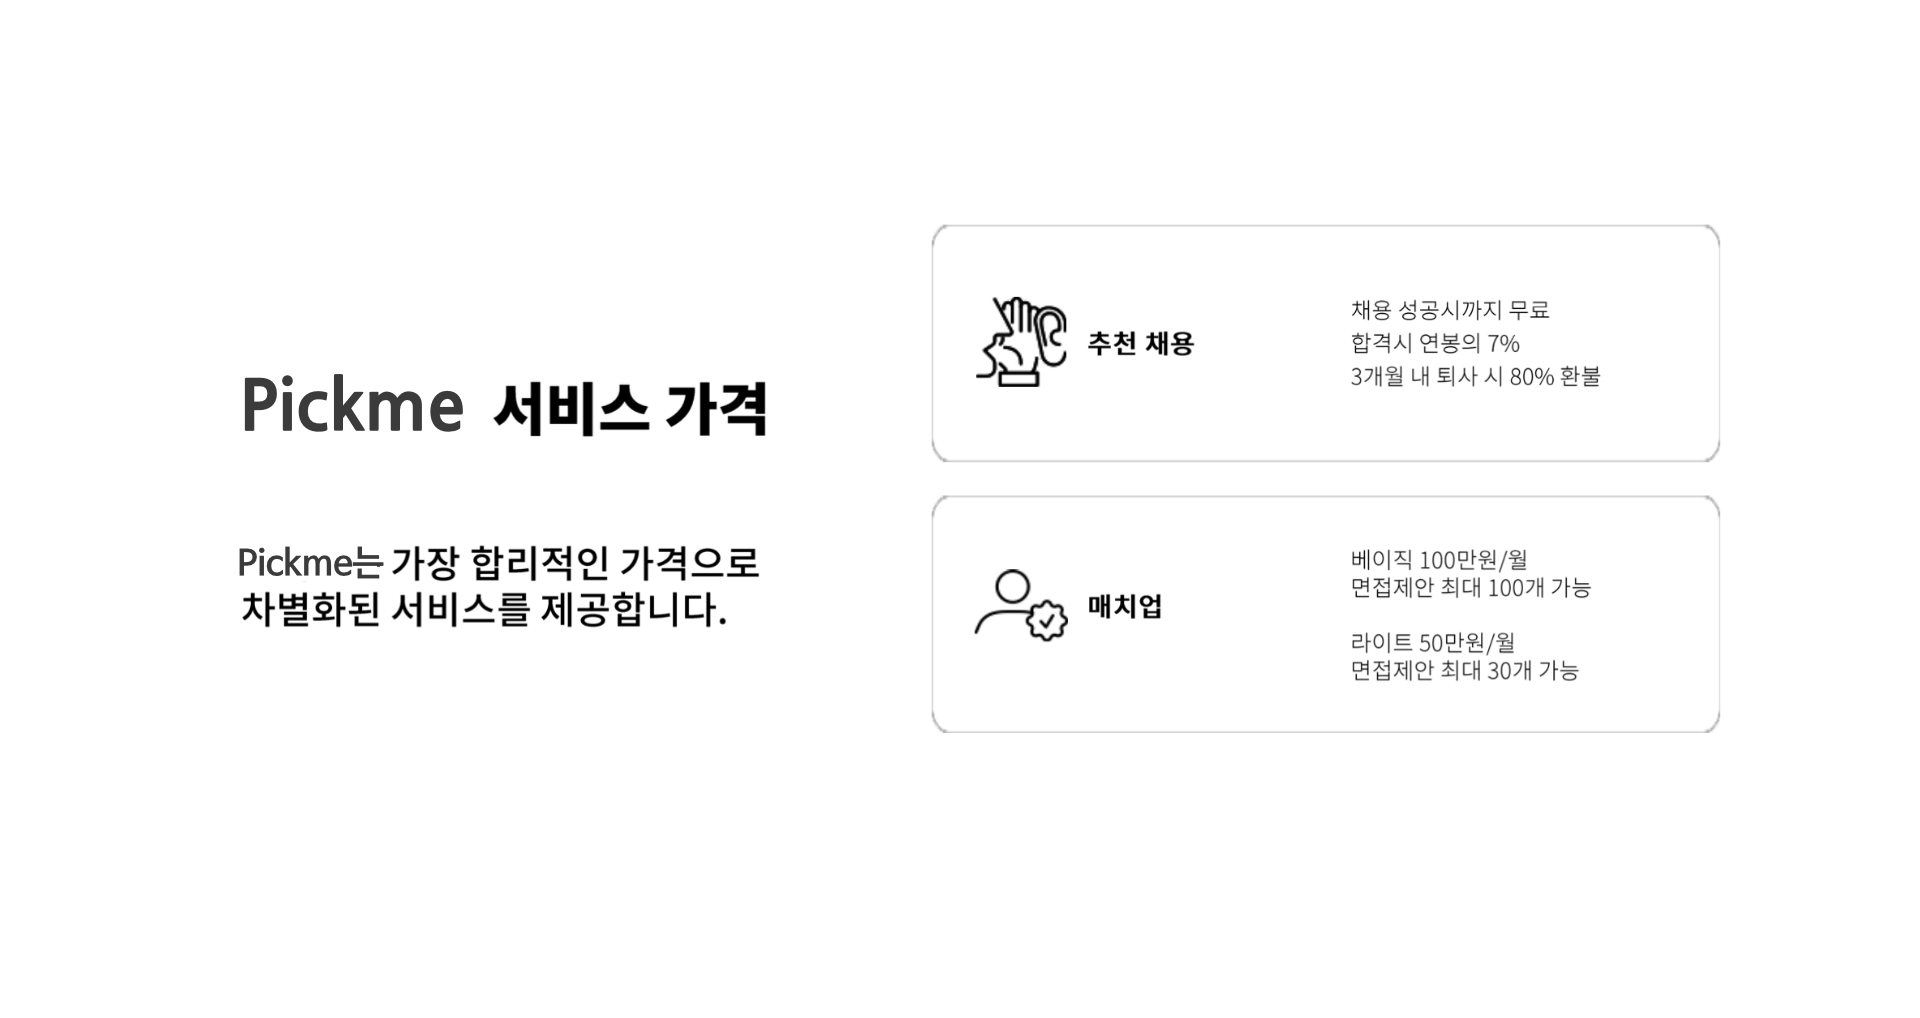 Pickme 서비스 가격
Pickme는 가장 합리적인 가격으로
차별화된 서비스를 제공합니다.
추천 채용
채용 성공시까지 무료
합격시 연봉의 7%
3개월 내 퇴사 시 80% 환불
매치업
베이직 100만원/월
면접제안 최대 100개 가능
라이트 50만원/월
면접제안 최대 30개 가능